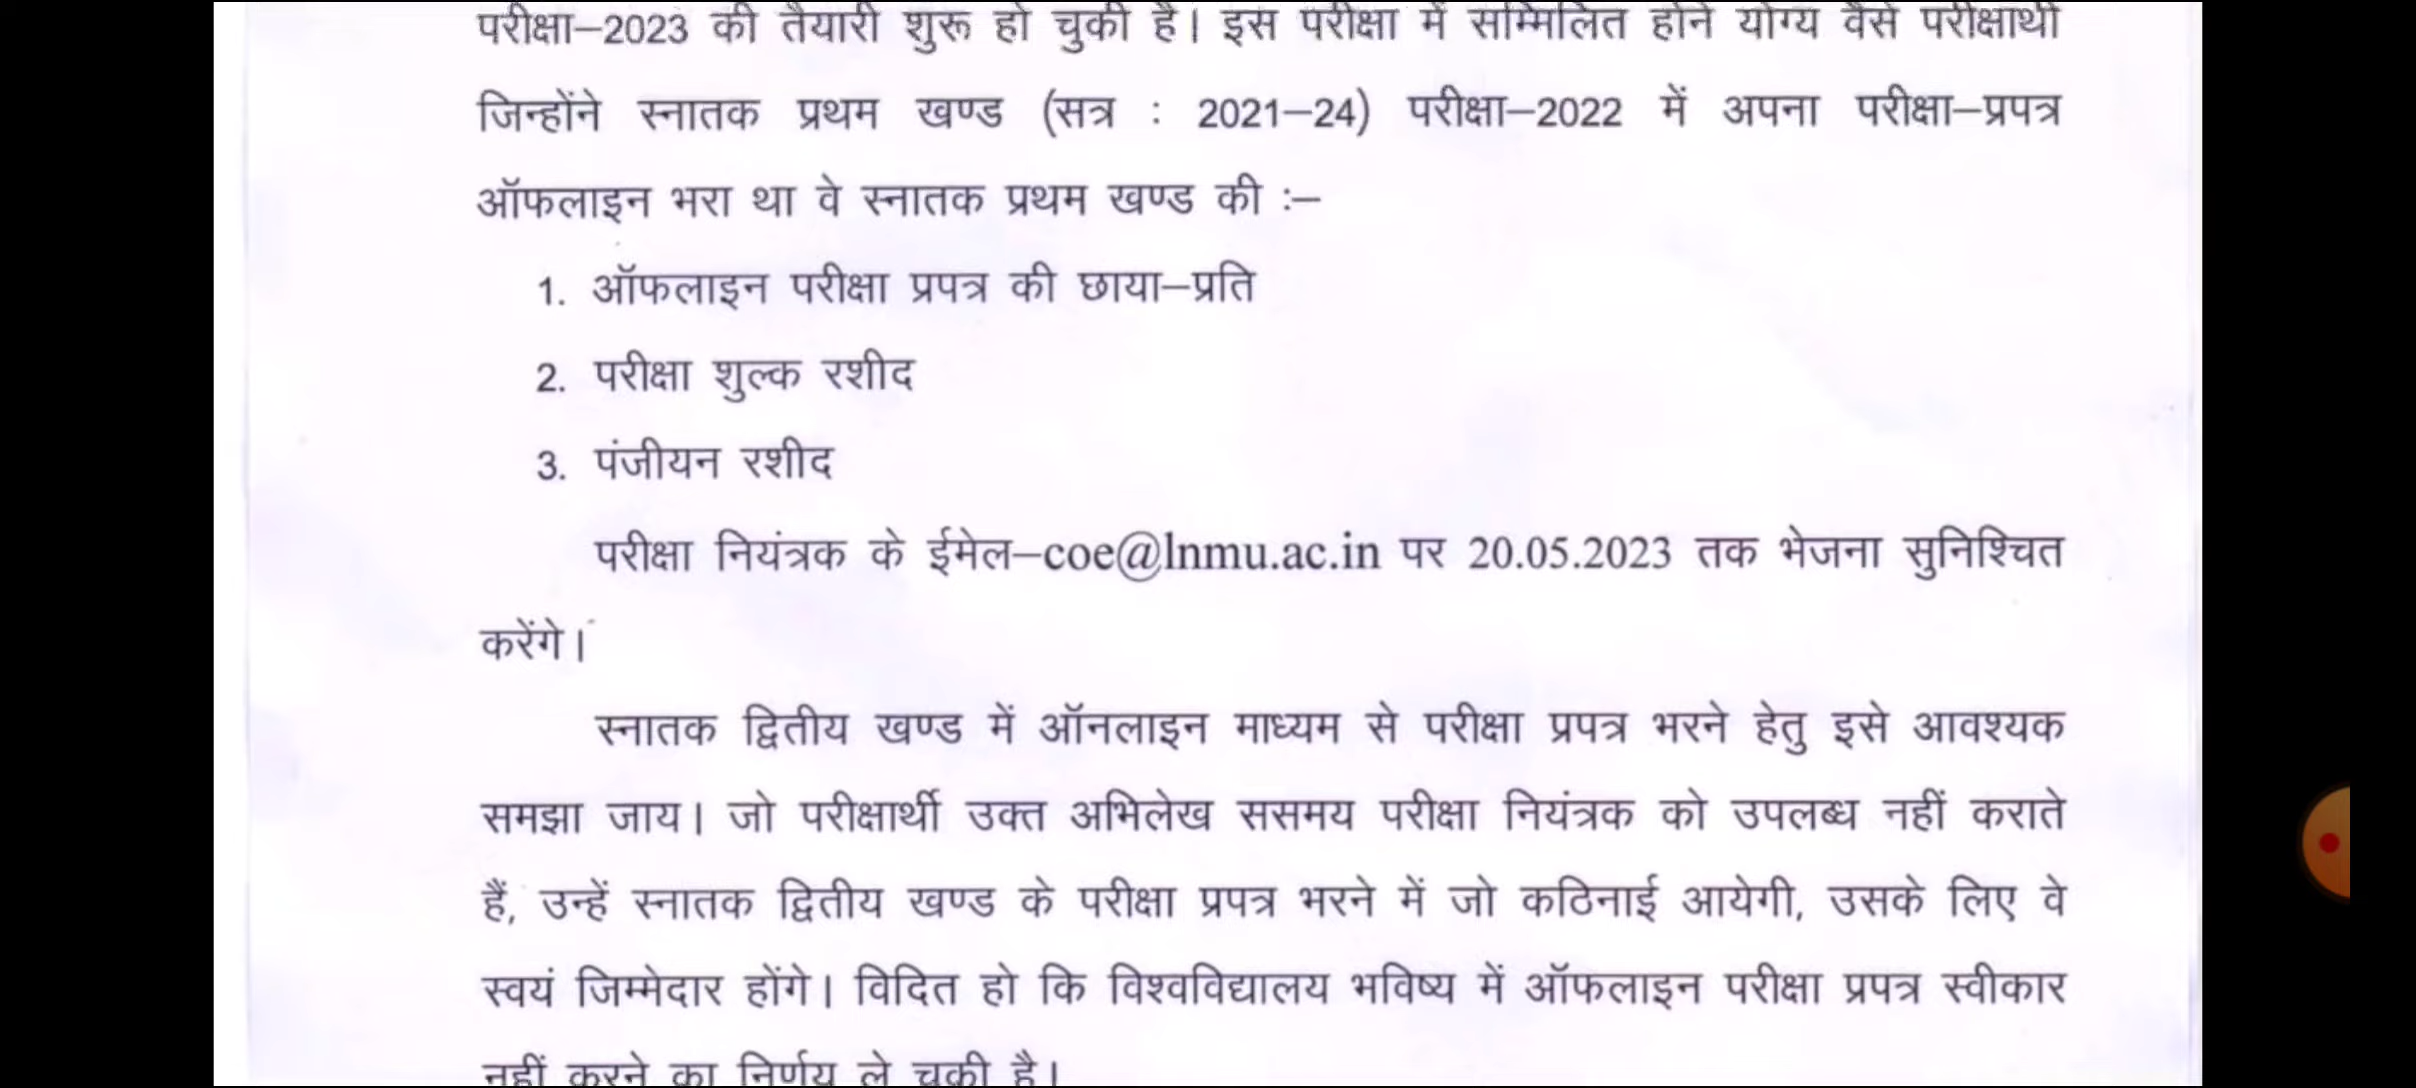 परीक्षा–2023 की तैयारी शुरू हो चुकी है। इस परीक्षा में सम्मिलित होने योग्य वैसे परीक्षार्थी
जिन्होंने स्नातक प्रथम खण्ड (सत्र : 2021–24) परीक्षा–2022 में अपना परीक्षा–प्रपत्र
ऑफलाइन भरा था वे स्नातक प्रथम खण्ड की :–
1. ऑफलाइन परीक्षा प्रपत्र की छाया–प्रति
2. परीक्षा शुल्क रशीद
3. पंजीयन रशीद
परीक्षा नियंत्रक के ईमेल–coe@lnmu.ac.in पर 20.05.2023 तक भेजना सुनिश्चित
करेंगे।
स्नातक द्वितीय खण्ड में ऑनलाइन माध्यम से परीक्षा प्रपत्र भरने हेतु इसे आवश्यक
समझा जाय। जो परीक्षार्थी उक्त अभिलेख ससमय परीक्षा नियंत्रक को उपलब्ध नहीं कराते
हैं, उन्हें स्नातक द्वितीय खण्ड के परीक्षा प्रपत्र भरने में जो कठिनाई आयेगी, उसके लिए वे
स्वयं जिम्मेदार होंगे। विदित हो कि विश्वविद्यालय भविष्य में ऑफलाइन परीक्षा प्रपत्र स्वीकार
नहीं करने का निर्णय ले चुकी है।